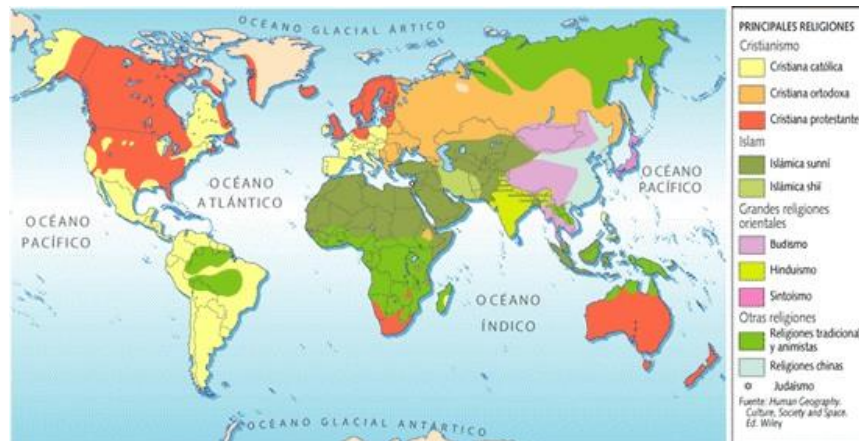 OCÉANO GLACIAL ÁRTICO
OCÉANO
ATLÁNTICO
OCÉANO
PACÍFICO
OCÉANO
PACÍFICO
OCÉANO
ÍNDICO
OCÉANO GLACIAL ANTÁRTICO
PRINCIPALES RELIGIONES
Cristianismo
Cristiana católica
Cristiana ortodoxa
Cristiana protestante
Islam
Islámica sunní
Islámica shií
Grandes religiones
orientales
Budismo
Hinduismo
Sintoísmo
Otras religiones
Religiones tradicional
y animistas
Religiones chinas
Judaísmo
Fuente: Human Geography.
Culture, Society and Space.
Ed. Wiley